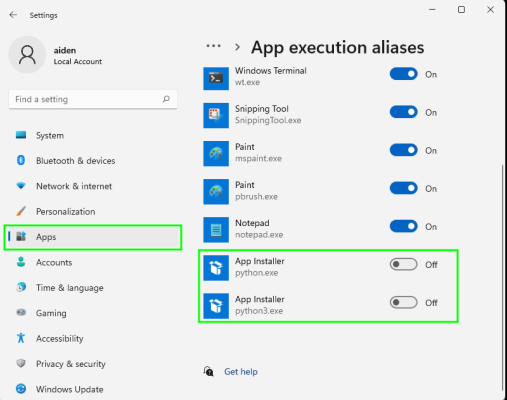 Settings
aiden
Local Account
Find a setting
System
Bluetooth & devices
Network & internet
Personalization
Apps
Accounts
Time & language
Gaming
Accessibility
Privacy & security
Windows Update
... > App execution aliases
Windows Terminal
wt.exe
On
Snipping Tool
SnippingTool.exe
On
Paint
mspaint.exe
On
Paint
pbrush.exe
On
Notepad
notepad.exe
On
App Installer
python.exe
Off
App Installer
python3.exe
Off
Get help